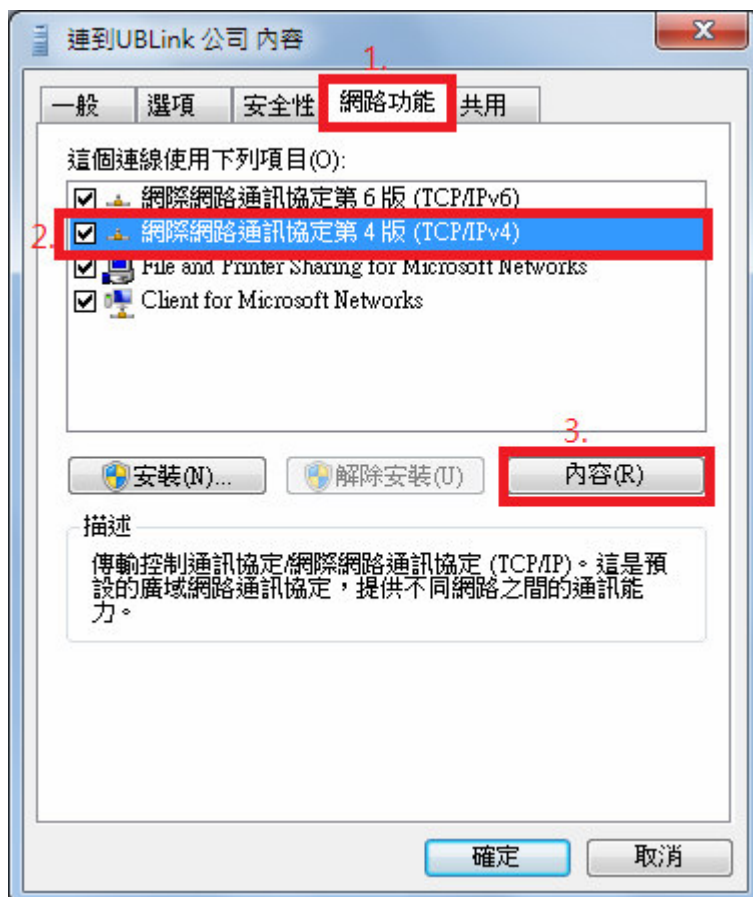 連到UBLink 公司 內容
1.
一般 選項 安全性 網路功能 共用
這個連線使用下列項目(O):
網際網路通訊協定第 6 版 (TCP/IPv6)
2. 網際網路通訊協定第 4 版 (TCP/IPv4)
File and Printer Sharing for Microsoft Networks
Client for Microsoft Networks
3.
安裝(N)... 解除安裝(U) 內容(R)
描述
傳輸控制通訊協定/網際網路通訊協定 (TCP/IP)。這是預
設的廣域網路通訊協定，提供不同網路之間的通訊能
力。
確定 取消